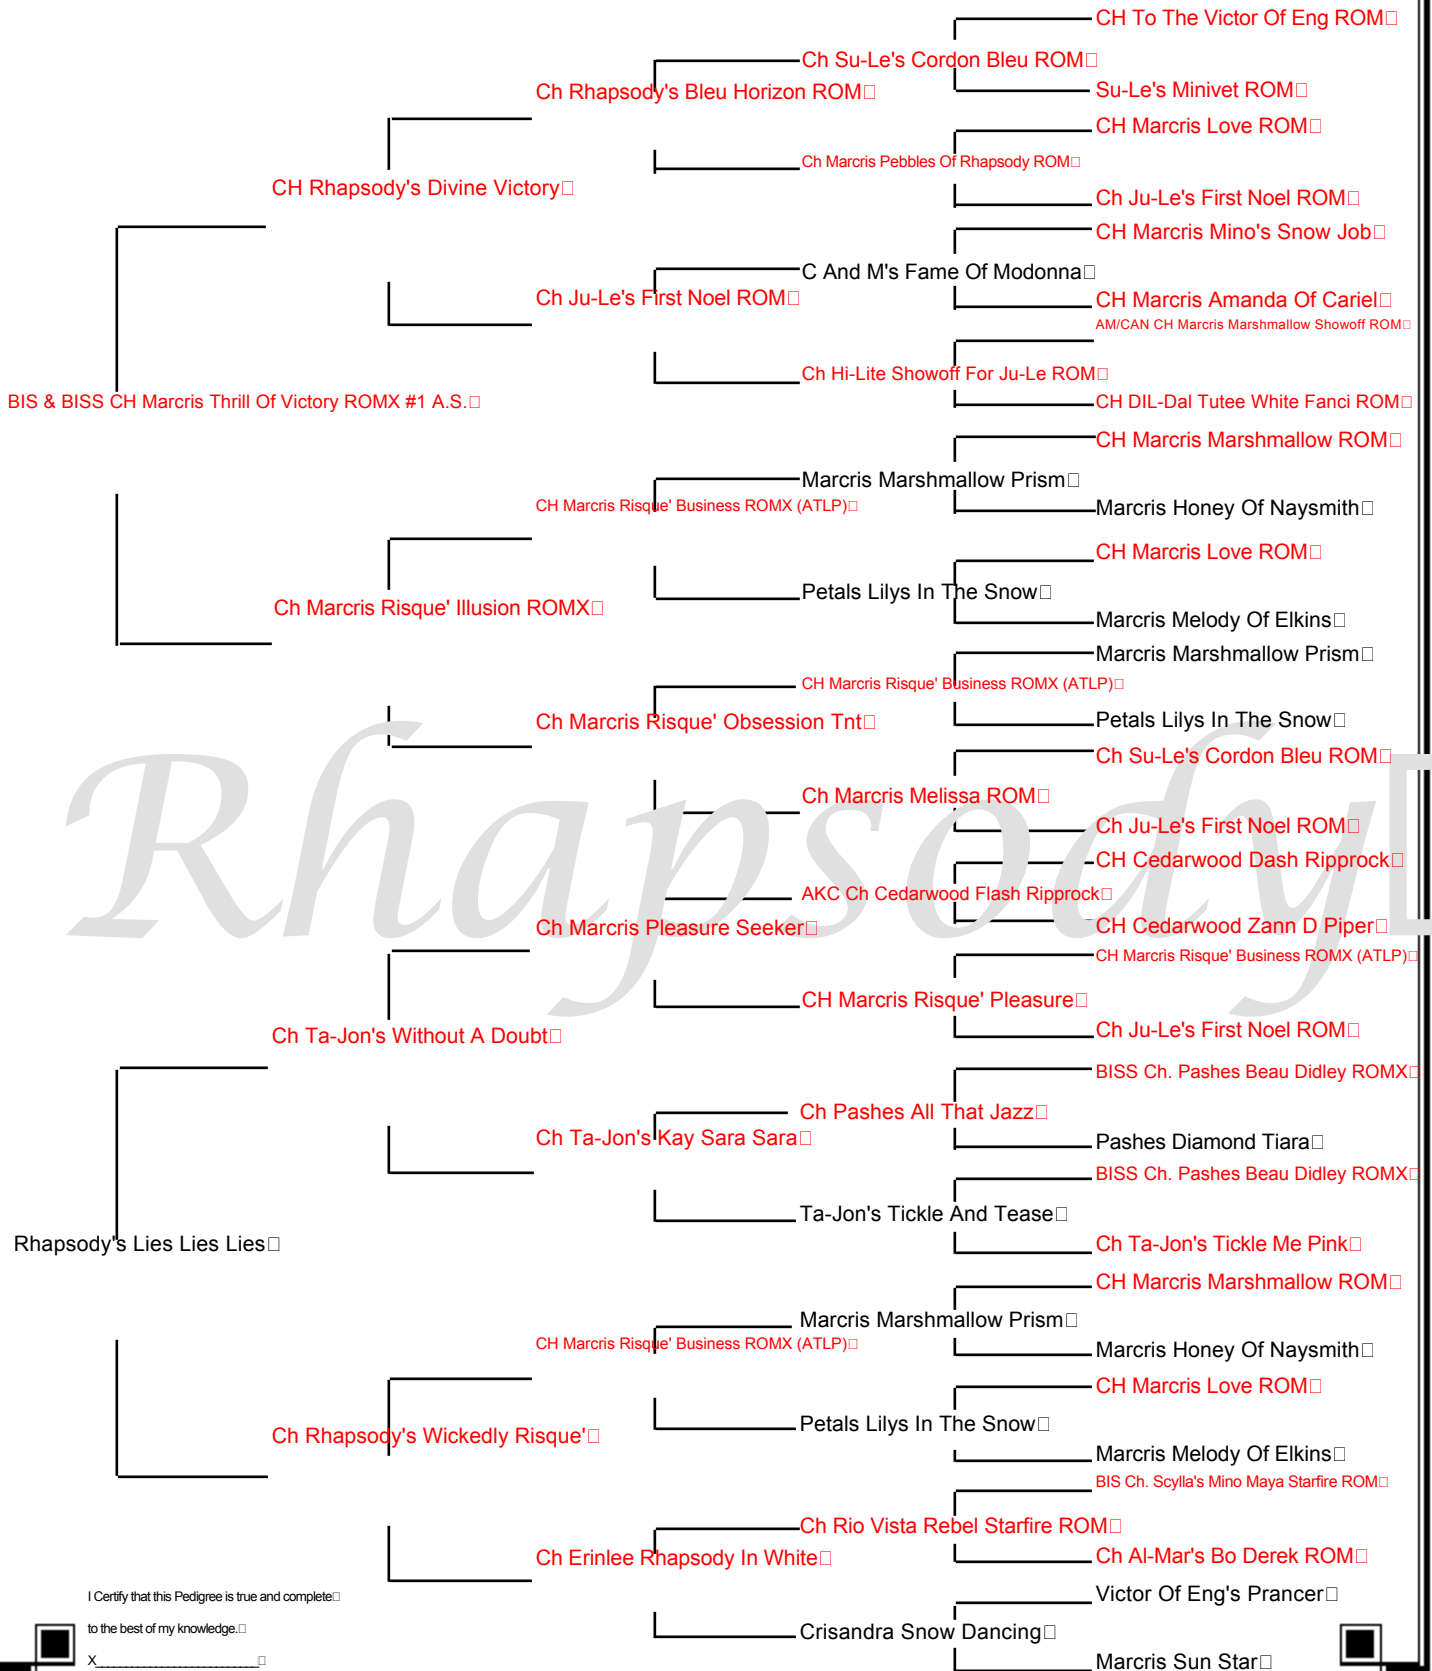 CH To The Victor Of Eng ROM
Ch Su-Le's Cordon Bleu ROM
Ch Rhapsody's Bleu Horizon ROM
Su-Le's Minivet ROM
CH Marcris Love ROM
Ch Marcris Pebbles Of Rhapsody ROM
CH Rhapsody's Divine Victory
Ch Ju-Le's First Noel ROM
CH Marcris Mino's Snow Job
C And M's Fame Of Modonna
Ch Ju-Le's First Noel ROM
CH Marcris Amanda Of Cariel
AM/CAN CH Marcris Marshmallow Showoff ROM
Ch Hi-Lite Showoff For Ju-Le ROM
BIS & BISS CH Marcris Thrill Of Victory ROMX #1 A.S.
CH DIL-Dal Tutee White Fanci ROM
CH Marcris Marshmallow ROM
Marcris Marshmallow Prism
CH Marcris Risque' Business ROMX (ATLP)
Marcris Honey Of Naysmith
CH Marcris Love ROM
Petals Lilys In The Snow
Ch Marcris Risque' Illusion ROMX
Marcris Melody Of Elkins
Marcris Marshmallow Prism
CH Marcris Risque' Business ROMX (ATLP)
Ch Marcris Risque' Obsession Tnt
Petals Lilys In The Snow
Ch Su-Le's Cordon Bleu ROM
Ch Marcris Melissa ROM
Ch Ju-Le's First Noel ROM
Rhapsody
CH Cedarwood Dash Ripprock
AKC Ch Cedarwood Flash Ripprock
Ch Marcris Pleasure Seeker
CH Cedarwood Zann D Piper
CH Marcris Risque' Business ROMX (ATLP)
CH Marcris Risque' Pleasure
Ch Ta-Jon's Without A Doubt
Ch Ju-Le's First Noel ROM
BISS Ch. Pashes Beau Didley ROMX
Ch Pashes All That Jazz
Ch Ta-Jon's Kay Sara Sara
Pashes Diamond Tiara
BISS Ch. Pashes Beau Didley ROMX
Ta-Jon's Tickle And Tease
Rhapsody's Lies Lies Lies
Ch Ta-Jon's Tickle Me Pink
CH Marcris Marshmallow ROM
Marcris Marshmallow Prism
CH Marcris Risque' Business ROMX (ATLP)
Marcris Honey Of Naysmith
CH Marcris Love ROM
Petals Lilys In The Snow
Ch Rhapsody's Wickedly Risque'
Marcris Melody Of Elkins
BIS Ch. Scylla's Mino Maya Starfire ROM
Ch Rio Vista Rebel Starfire ROM
Ch Erinlee Rhapsody In White
Ch Al-Mar's Bo Derek ROM
Victor Of Eng's Prancer
Crisandra Snow Dancing
Marcris Sun Star
I Certify that this Pedigree is true and complete
to the best of my knowledge.
X___________________________